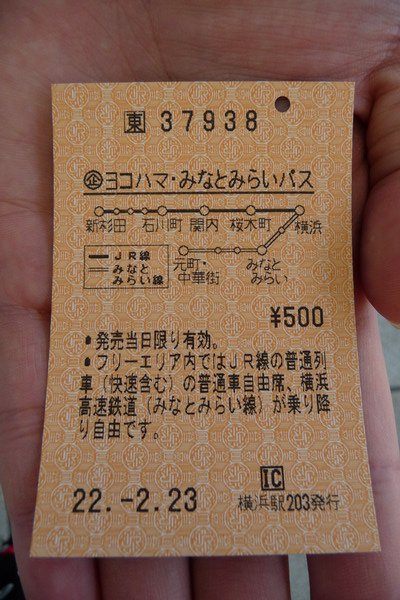 東 37938
企 ヨコハマ・みなとみらいパス
新杉田 石川町 関内 桜木町 横浜
JR線
みなと
みらい線
元町・
中華街
みなと
みらい
¥500
●発売当日限り有効。
●フリーエリア内ではJR線の普通列
車(快速含む)の普通車自由席、横浜
高速鉄道(みなとみらい線)が乗り降
り自由です。
IC
22.-2.23 横浜駅203発行